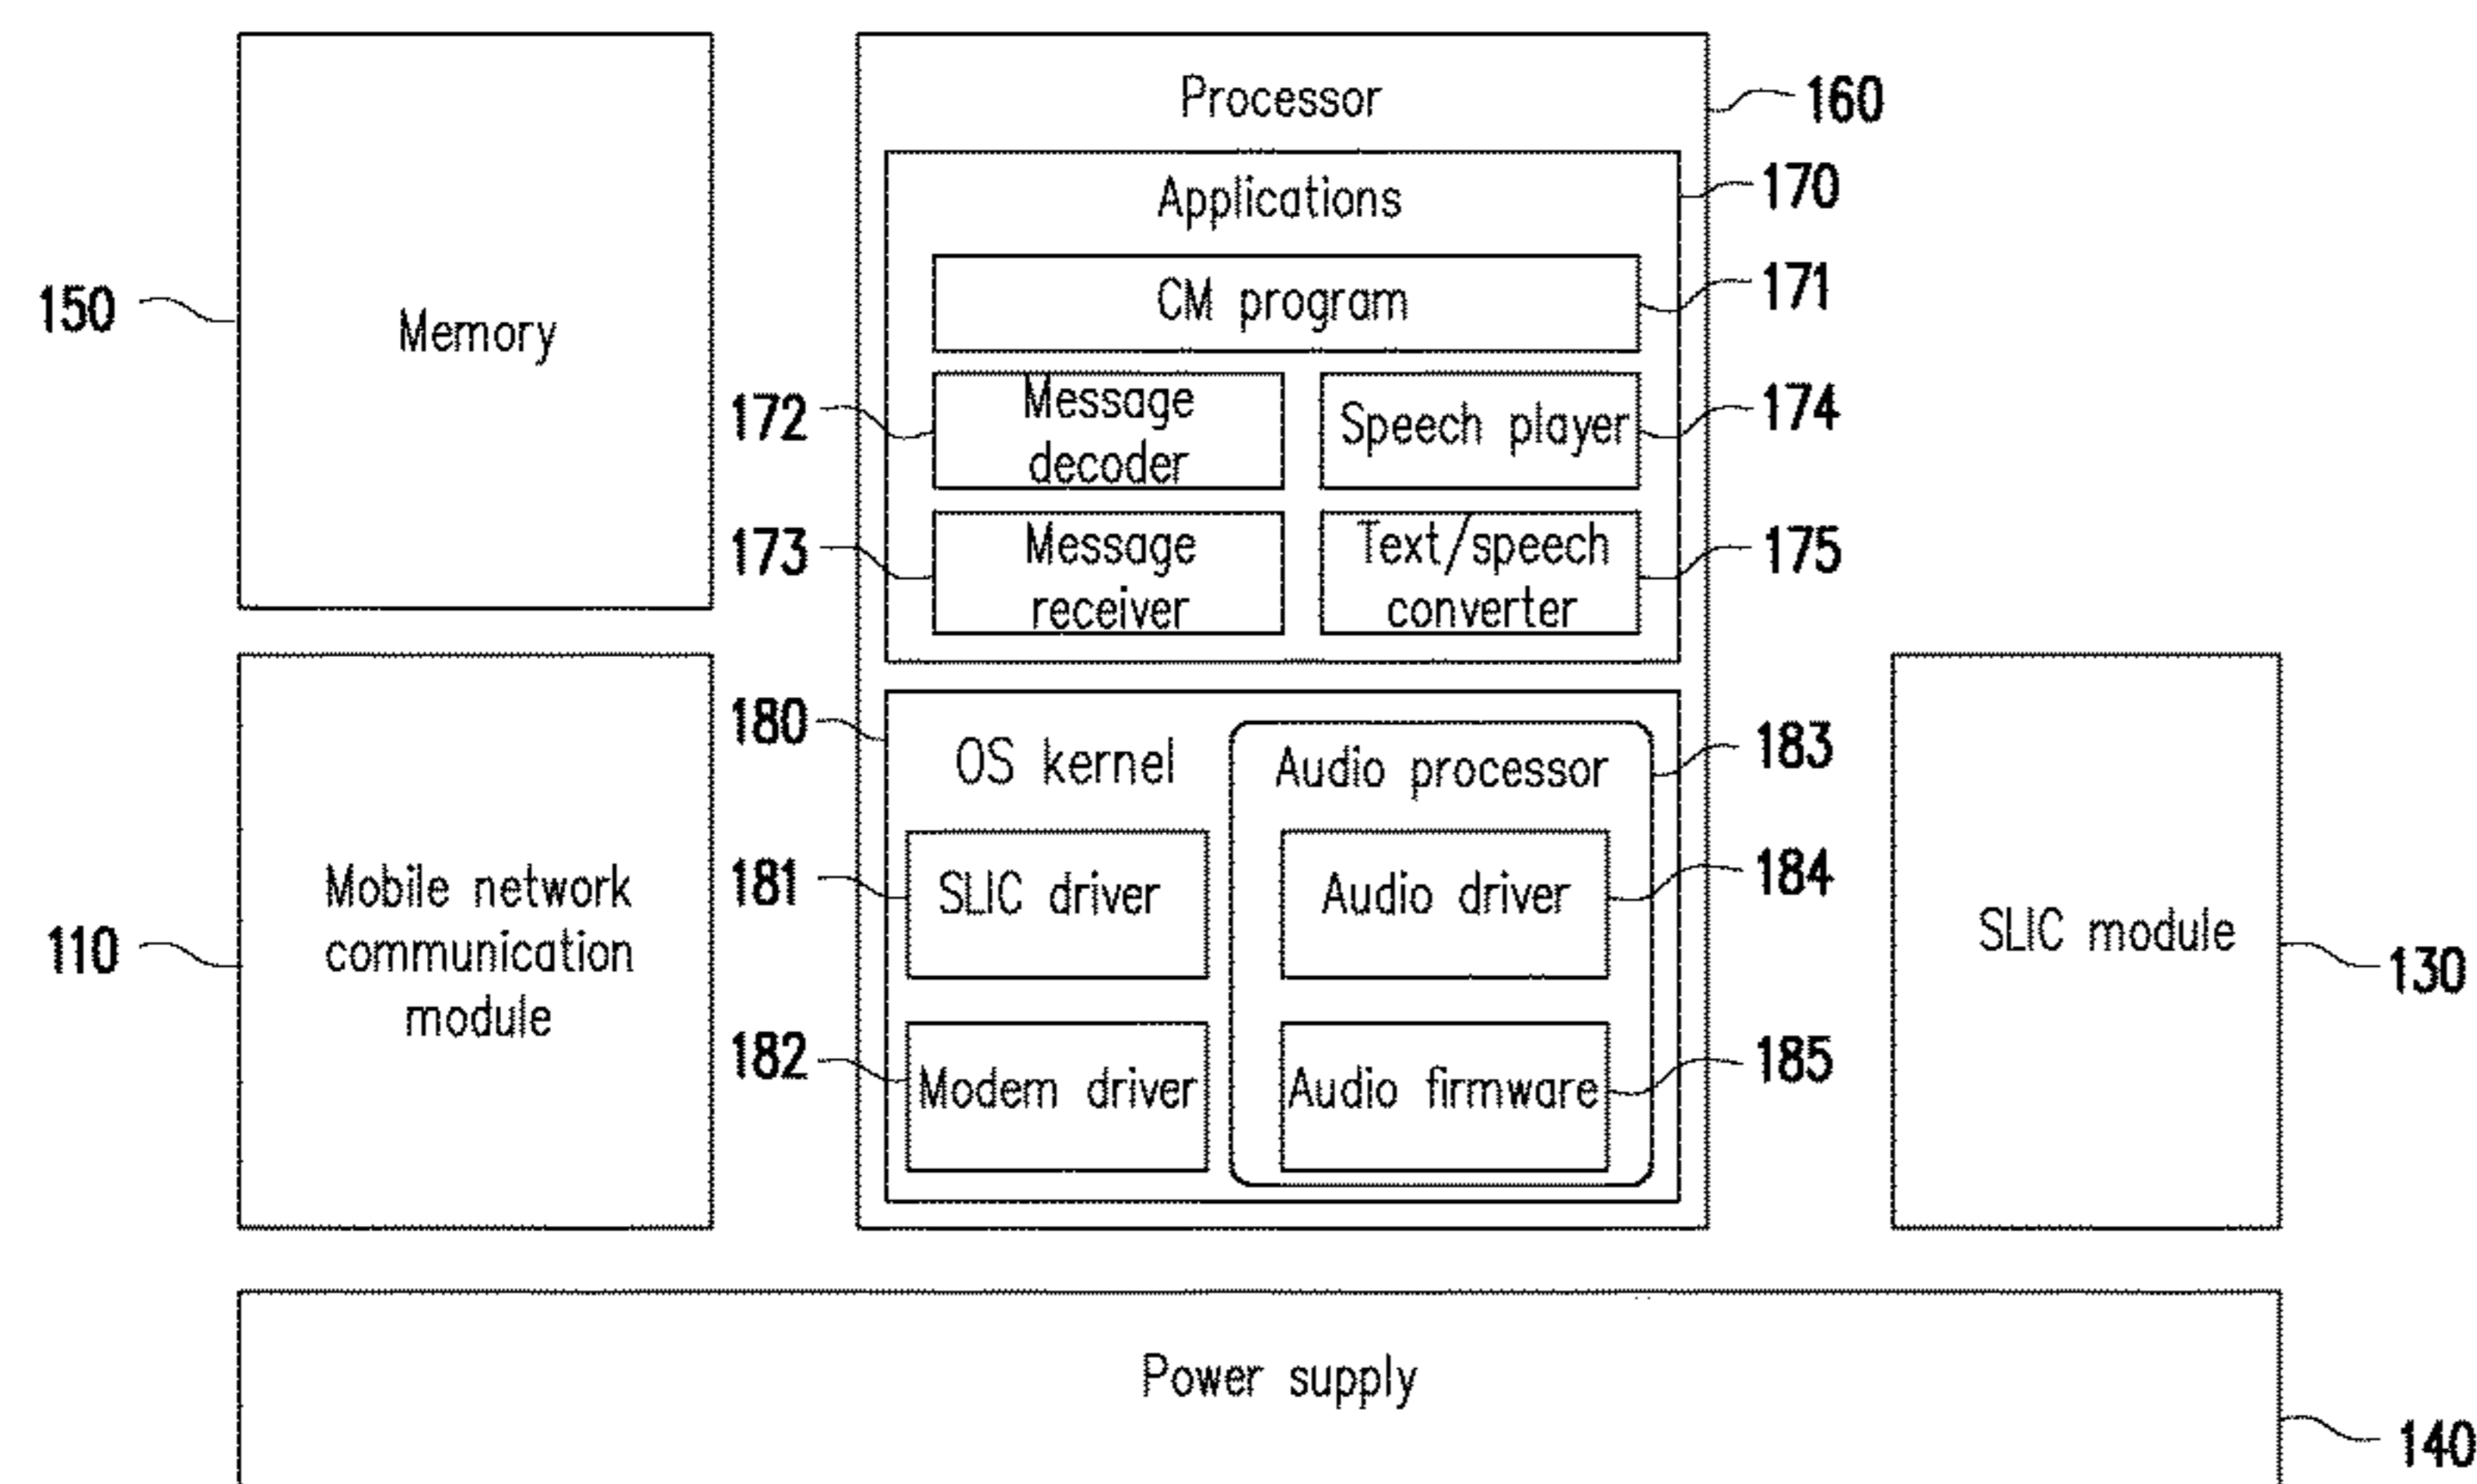 Processor
160
Applications
170
CM program
171
150
Memory
172
Message
decoder
Speech player
174
173
Message
receiver
Text/speech
converter
175
180
OS kernel
Audio processor
183
181
SLIC driver
Audio driver
184
110
Mobile network
communication
module
SLIC module
130
182
Modem driver
Audio firmware
185
Power supply
140